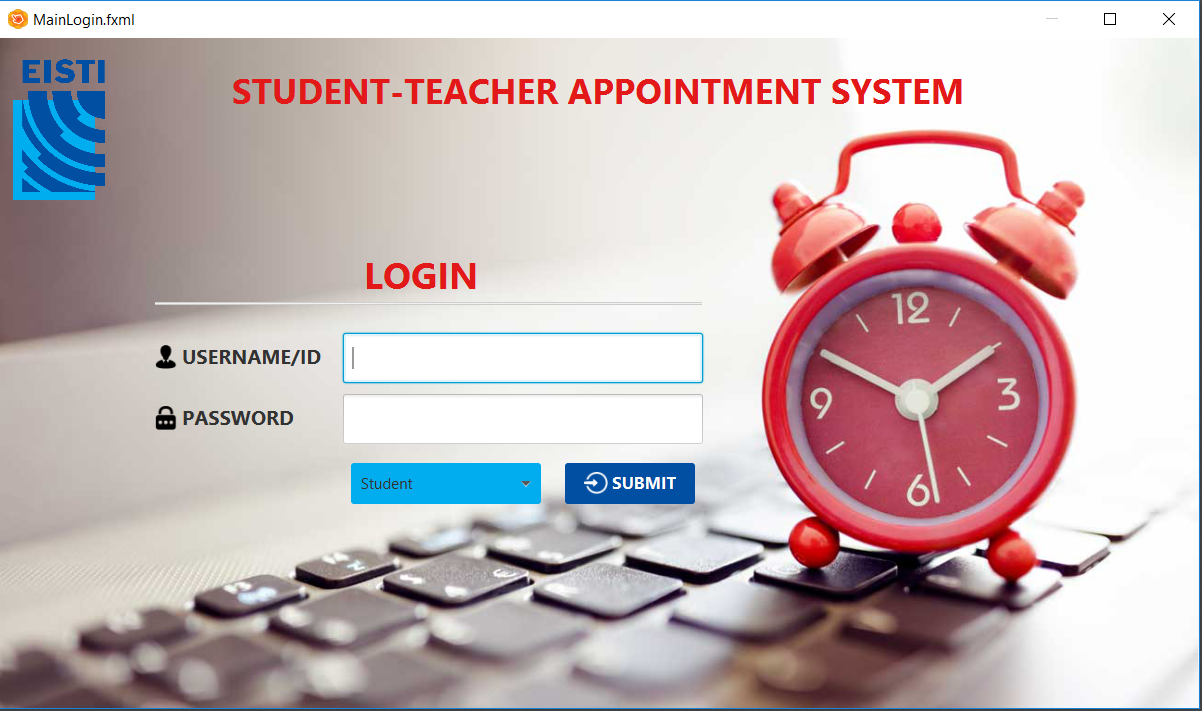 MainLogin.fxml
EISTI
STUDENT-TEACHER APPOINTMENT SYSTEM
LOGIN
USERNAME/ID
PASSWORD
Student
SUBMIT
12
9
3
6